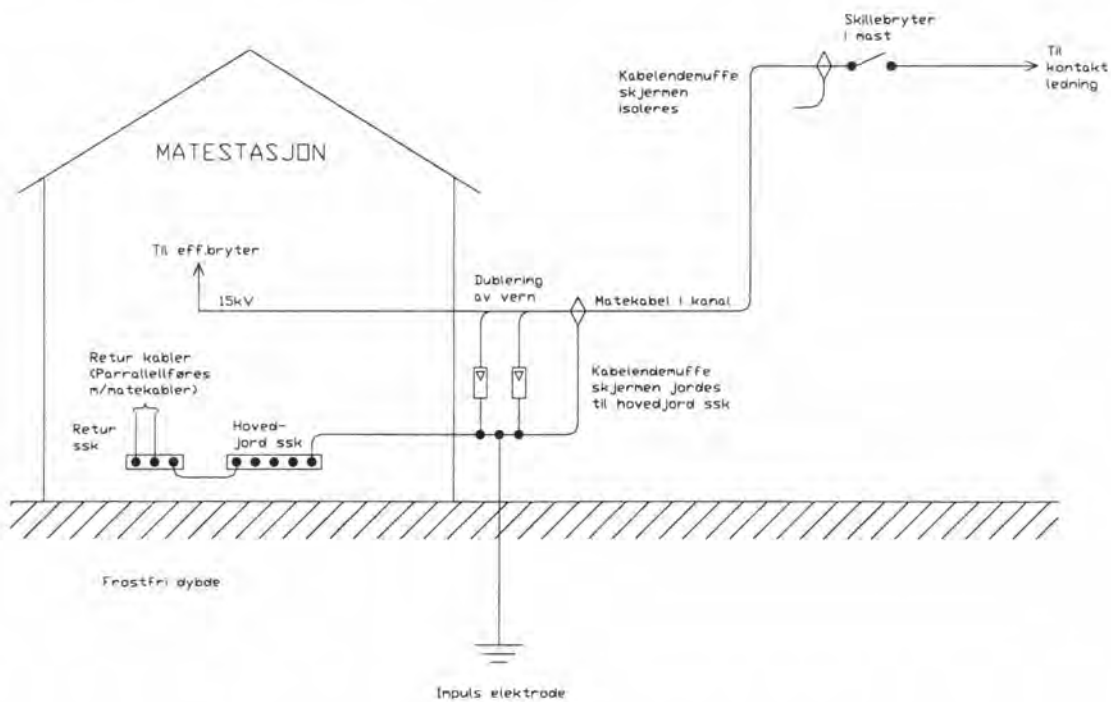 Skillebryter
i mast
Til
kontakt
ledning
Kabelendemuffe
skjermen
isoleres
MATESTASJON
Til eff.bryter
15kV
Dublering
av vern
Matekabel i kanal
Retur kabler
(Parrallellføres
m/matekabler)
Retur
ssk
Hoved-
jord ssk
Kabelendemuffe
skjermen jordes
til hovedjord ssk
Frostfri dybde
Impuls elektrode